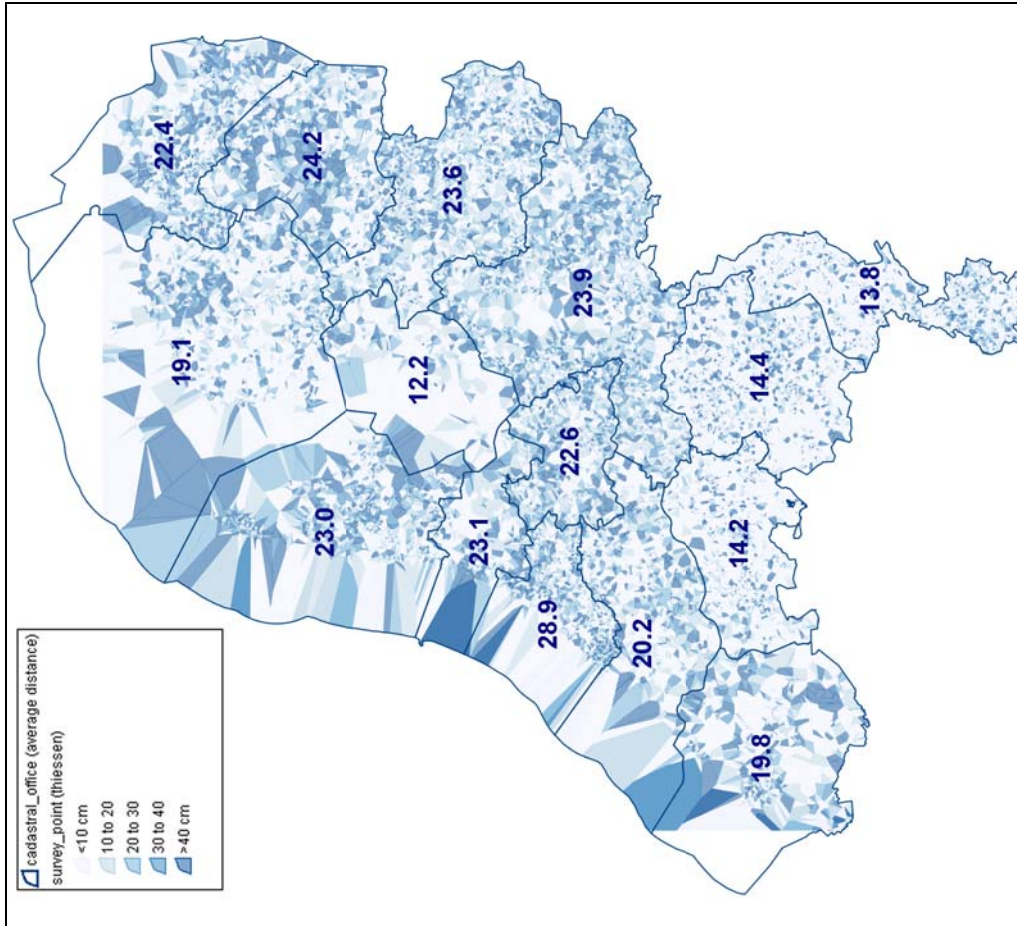 cadastral_office (average distance)
survey_point (thiessen)
<10 cm
10 to 20
20 to 30
30 to 40
>40 cm
22.4
24.2
19.1
23.6
12.2
23.9
23.0
23.1
22.6
13.8
14.4
28.9
14.2
20.2
19.8